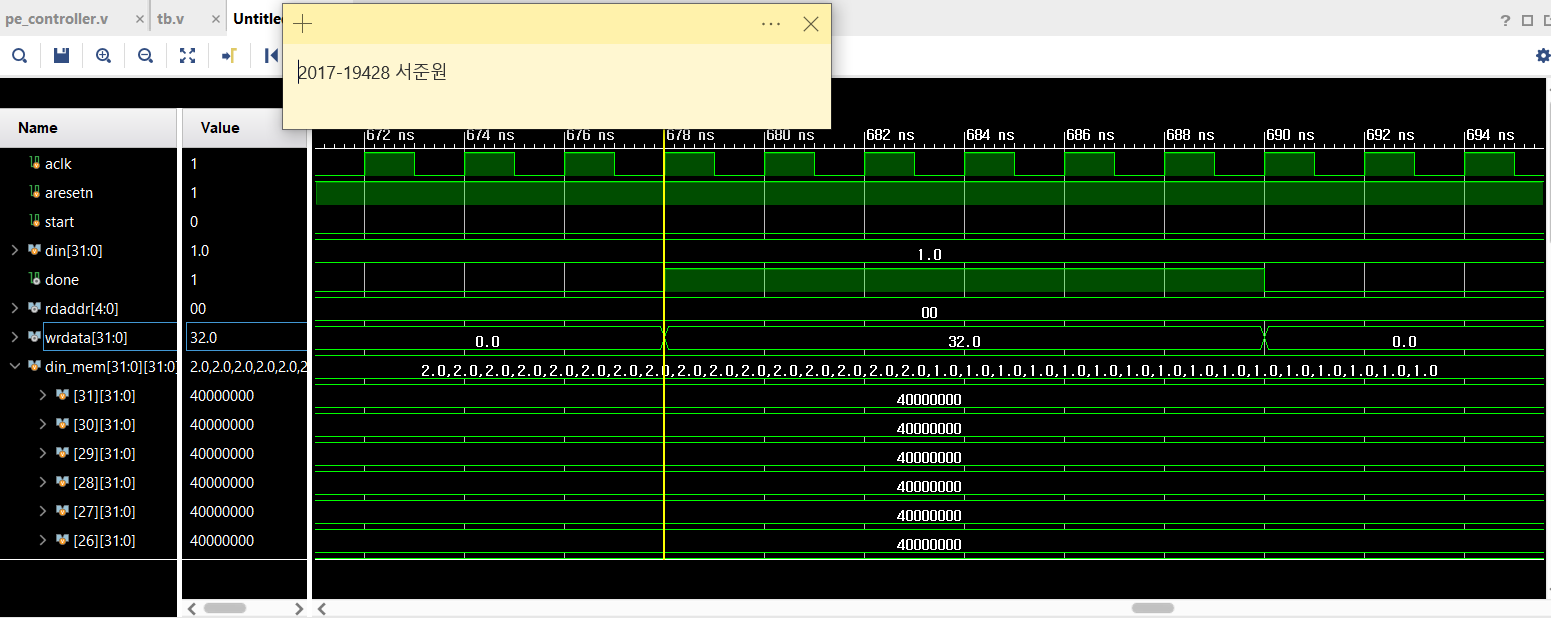 pe_controller.v × tb.v × Untitle
? 
2017-19428 서준원
Name Value
672 ns 674 ns 676 ns 678 ns 680 ns 682 ns 684 ns 686 ns 688 ns 690 ns 692 ns 694 ns
aclk 1
aresetn 1
start 0
din[31:0] 1.0 1.0
done 1
rdaddr[4:0] 00 00
wrdata[31:0] 32.0 0.0 32.0 0.0
din_mem[31:0][31:0] 2.0,2.0,2.0,2.0,2.0,2 2.0,2.0,2.0,2.0,2.0,2.0,2.0,2.0,2.0,2.0,2.0,2.0,2.0,2.0,2.0,2.0,1.0,1.0,1.0,1.0,1.0,1.0,1.0,1.0,1.0,1.0,1.0,1.0,1.0,1.0,1.0,1.0
[31][31:0] 40000000 40000000
[30][31:0] 40000000 40000000
[29][31:0] 40000000 40000000
[28][31:0] 40000000 40000000
[27][31:0] 40000000 40000000
[26][31:0] 40000000 40000000